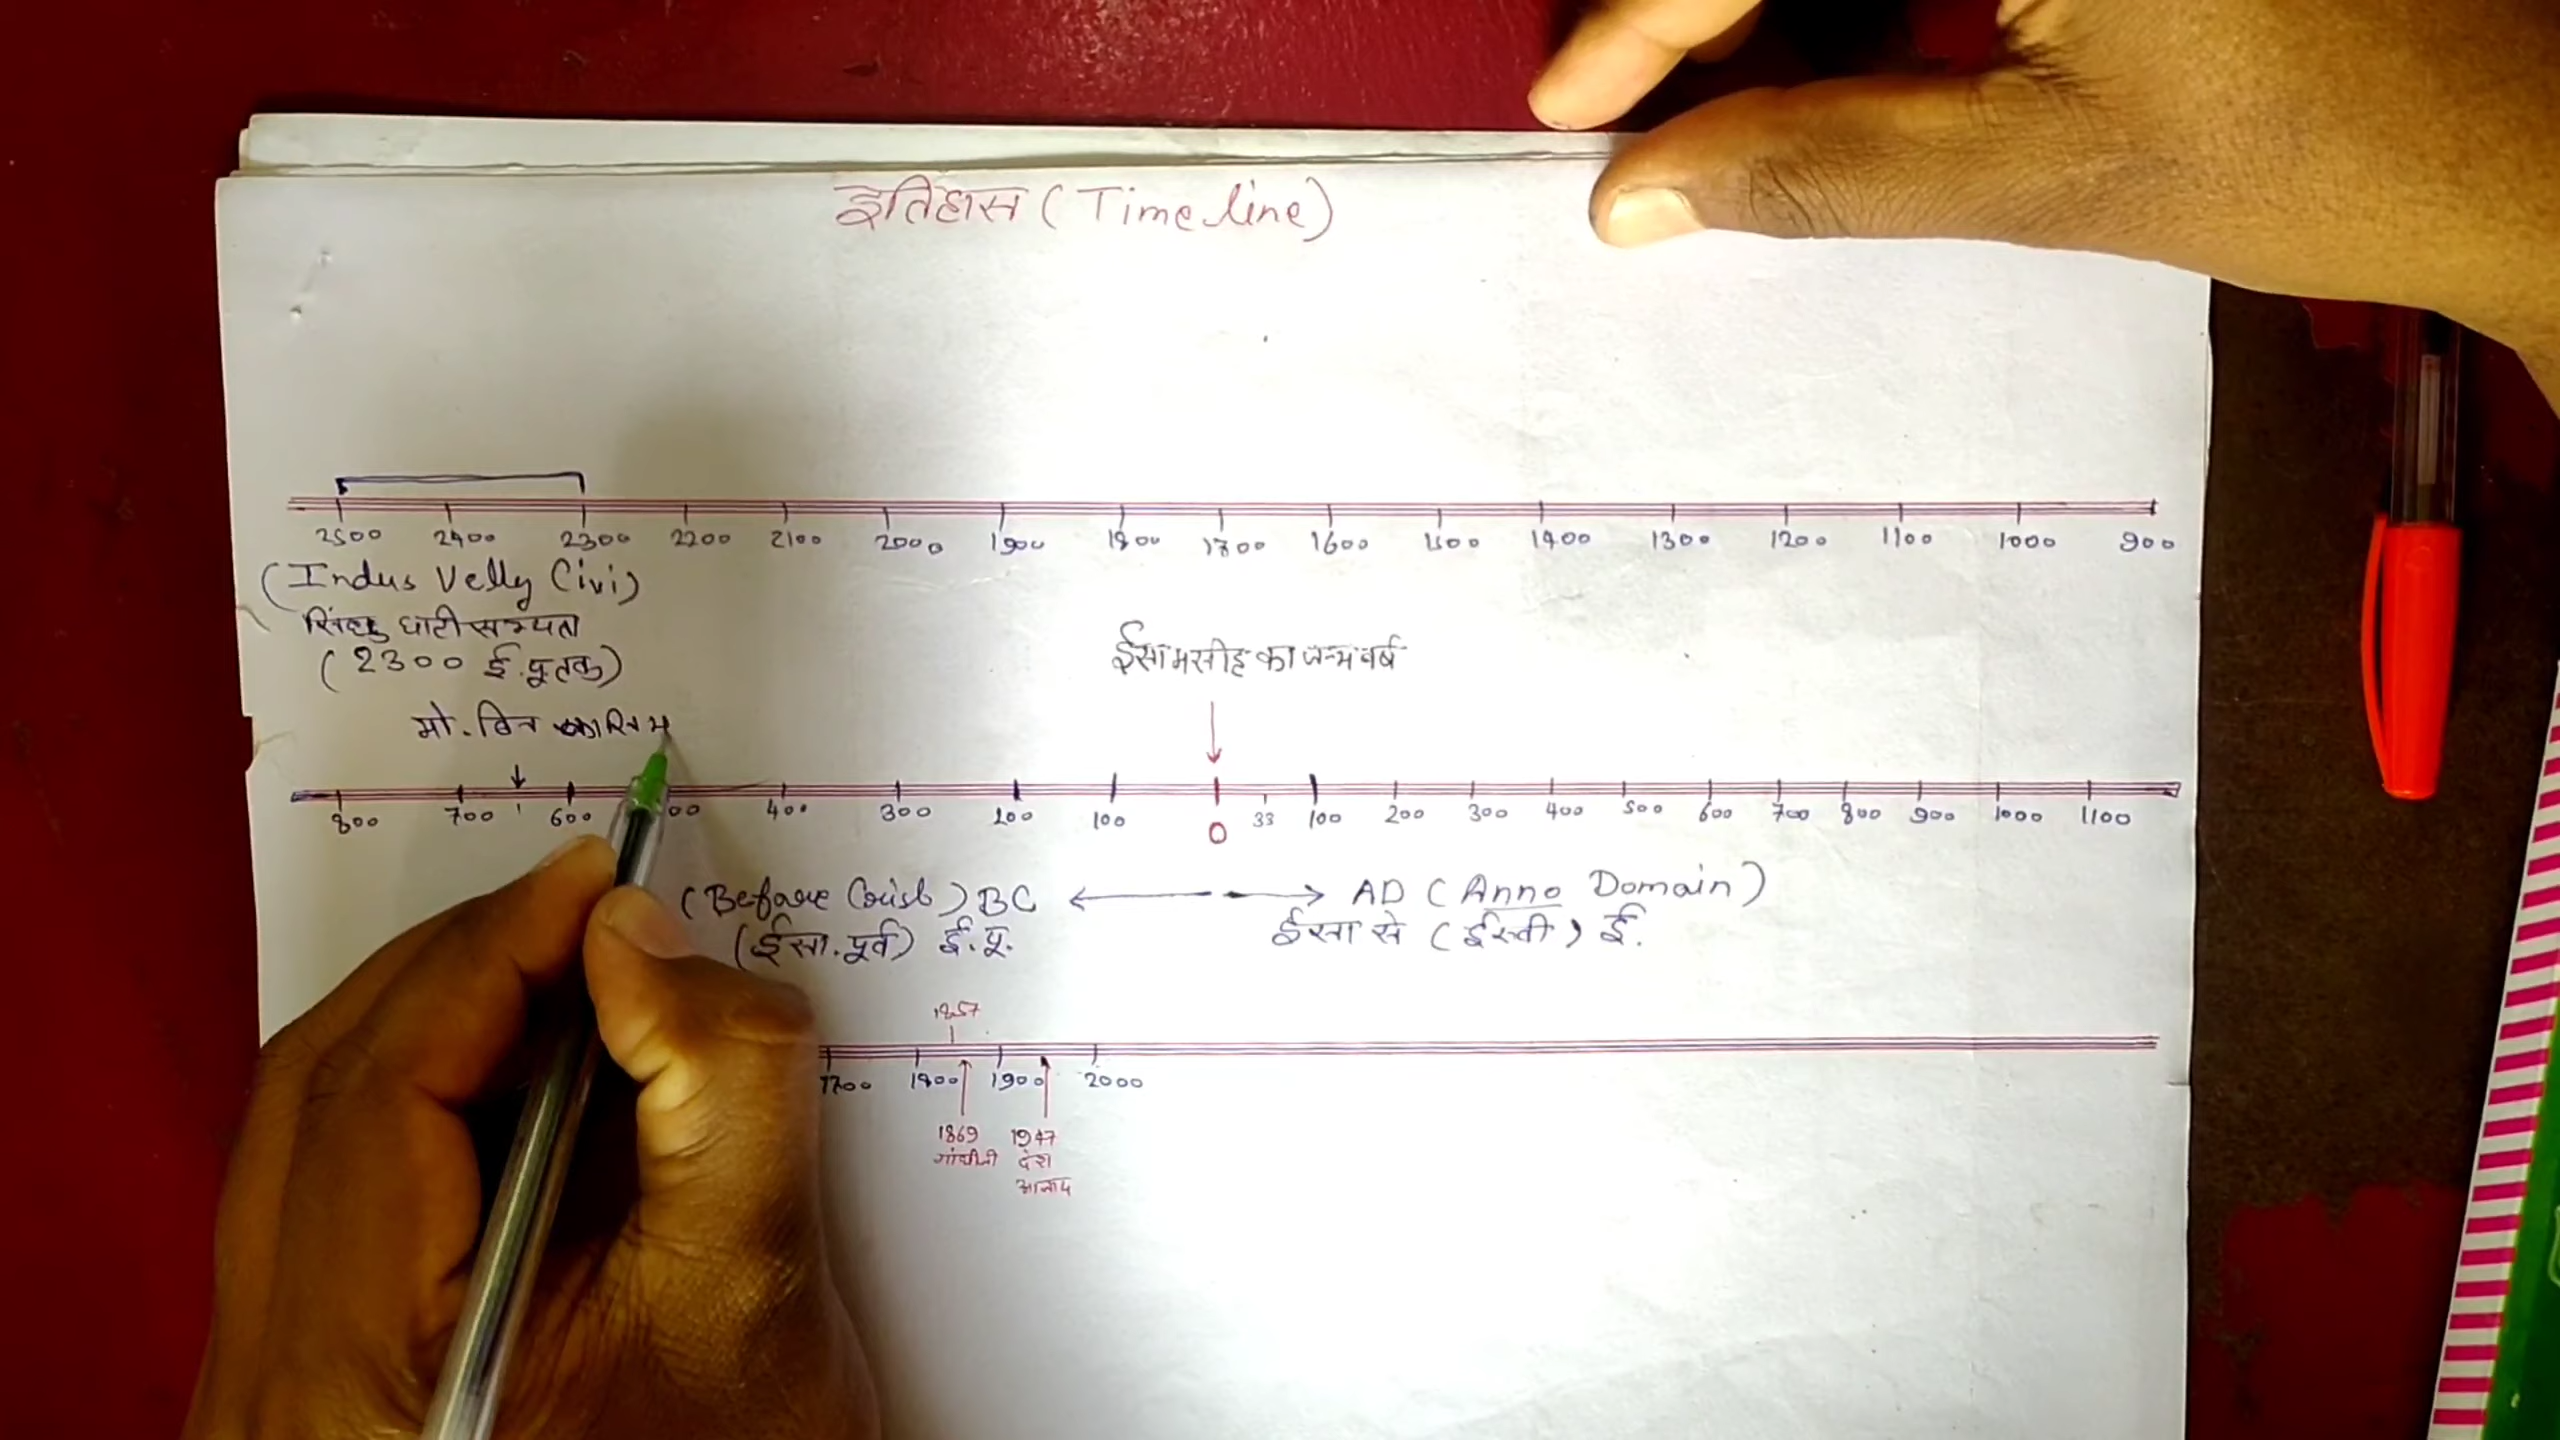 इतिहास (Time line)
2500 2400 2300 2200 2100 2000 1900 1800 1700 1600 1500 1400 1300 1200 1100 1000 900
(Indus Velly Civi)
सिंधु घाटी सभ्यता
(2300 ई.पू तक)
ईसा मसीह का जन्म वर्ष
मो. बिन कासिम
800 700 600 00 400 300 200 100 0 33 100 200 300 400 500 600 700 800 900 1000 1100
(Before Crist) BC AD (Anno Domain)
(ईसा.पूर्व) ई.पू. ईसा से (ईस्वी) ई.
1857
1700 1800 1900 2000
1869 1947
गांधीजी देश
आजाद